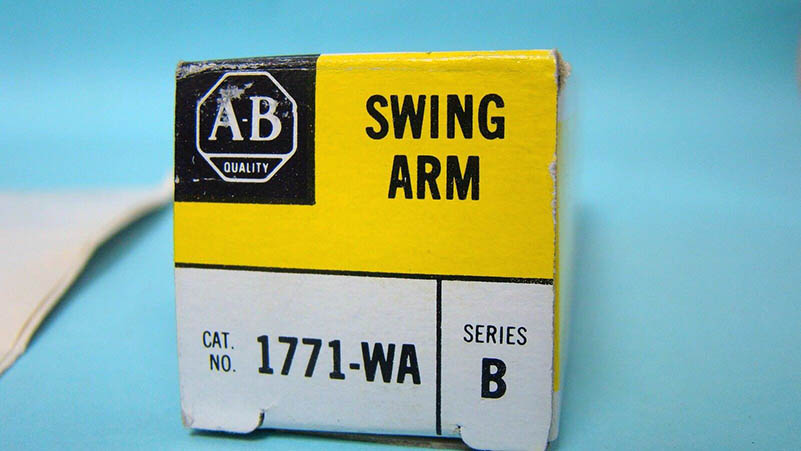 A-B
QUALITY
SWING
ARM
CAT.
NO. 1771-WA
SERIES
B